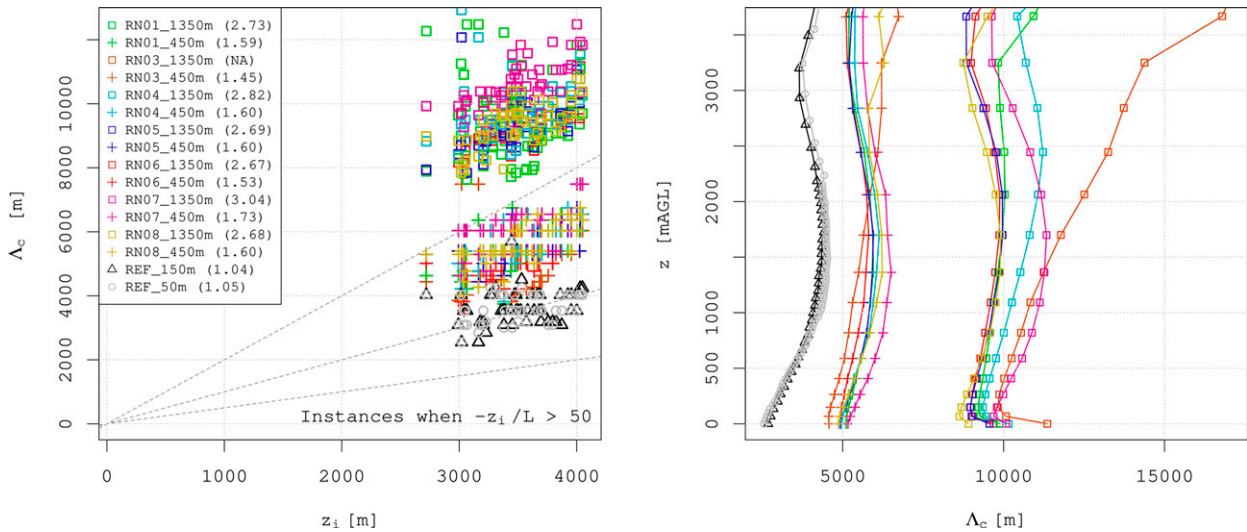 RN01_1350m (2.73)
RN01_450m (1.59)
RN03_1350m (NA)
RN03_450m (1.45)
RN04_1350m (2.82)
RN04_450m (1.60)
RN05_1350m (2.69)
RN05_450m (1.60)
RN06_1350m (2.67)
RN06_450m (1.53)
RN07_1350m (3.04)
RN07_450m (1.73)
RN08_1350m (2.68)
RN08_450m (1.60)
REF_150m (1.04)
REF_50m (1.05)
Λc [m]
0
2000
4000
6000
8000
10000
12000
Instances when -zi/L > 50
0
1000
2000
3000
4000
zi [m]
z [mAGL]
0
500
1000
2000
3000
5000
10000
15000
Λc [m]